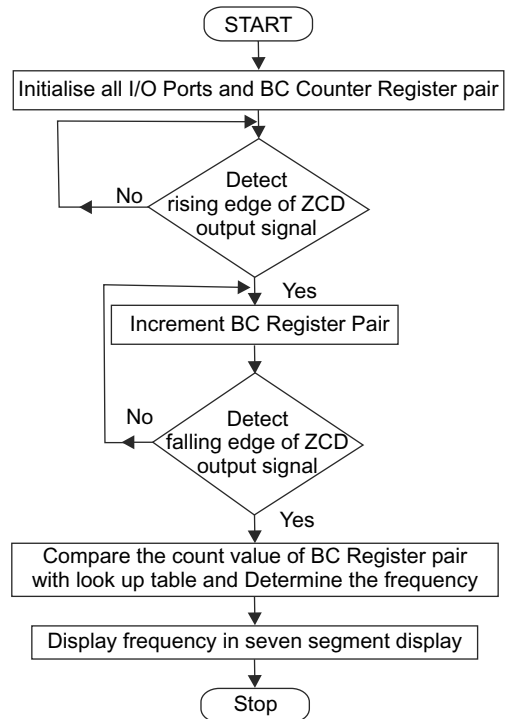 START
Initialise all I/O Ports and BC Counter Register pair
Detect
rising edge of ZCD
output signal
No
Yes
Increment BC Register Pair
No
Detect
falling edge of ZCD
output signal
Yes
Compare the count value of BC Register pair
with look up table and Determine the frequency
Display frequency in seven segment display
Stop